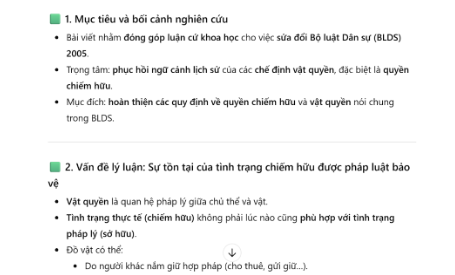 1. Mục tiêu và bối cảnh nghiên cứu
• Bài viết nhằm đóng góp luận cứ khoa học cho việc sửa đổi Bộ luật Dân sự (BLDS)
2005.
• Trọng tâm: phục hồi ngữ cảnh lịch sử của các chế định vật quyền, đặc biệt là quyền
chiếm hữu.
• Mục đích: hoàn thiện các quy định về quyền chiếm hữu và vật quyền nói chung
trong BLDS.
2. Vấn đề lý luận: Sự tồn tại của tình trạng chiếm hữu được pháp luật bảo
vệ
• Vật quyền là quan hệ pháp lý giữa chủ thể và vật.
• Tình trạng thực tế (chiếm hữu) không phải lúc nào cũng phù hợp với tình trạng
pháp lý (sở hữu).
• Đồ vật có thể:
• Do người khác nắm giữ hợp pháp (cho thuê, gửi giữ...).